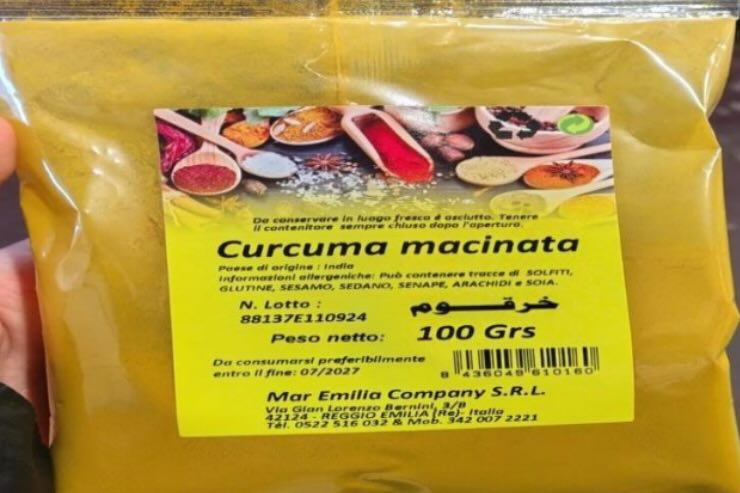 Da conservare in luogo fresco é asciutto. Tenere
il contenitore sempre chiuso dopo l'apertura.
Curcuma macinata
Paese di origine : India
Informazioni allergeniche: Può contenere tracce di SOLFITI,
GLUTINE, SESAMO, SEDANO, SENAPE, ARACHIDI e SOIA.
N. Lotto :
88137E110924
خرقوم
Peso netto: 100 Grs
Da consumarsi preferibilmente
entro il fine: 07/2027
8 436049 610160
Mar Emilia Company S.R.L.
Via Gian Lorenzo Bernini, 3/B
42124 - REGGIO EMILIA (Re)- Italia
Tél. 0522 516 032 & Mob. 342 007 2221